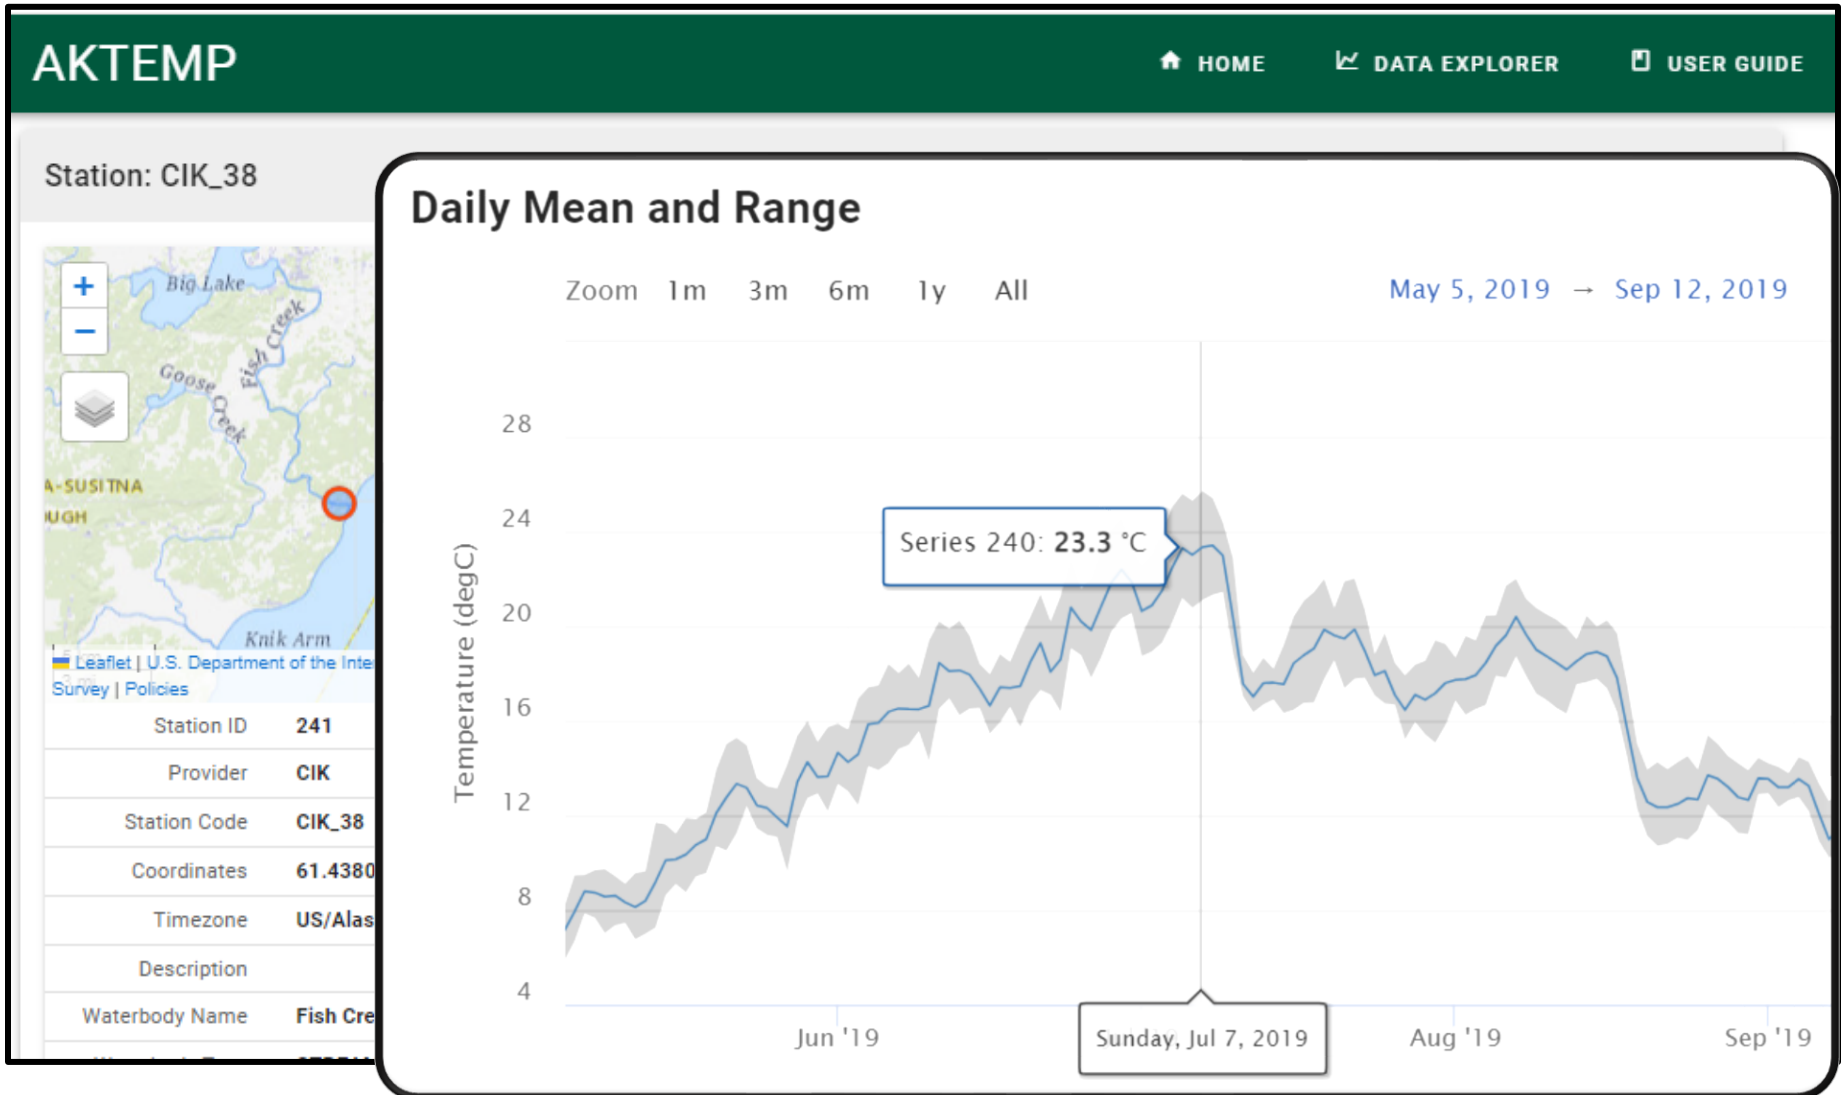 AKTEMP
HOME
DATA EXPLORER
USER GUIDE
Station: CIK_38
Big Lake
Fish Creek
Goose Creek
A-SUSITNA
UGH
Knik Arm
Leaflet | U.S. Department of the Inte
Survey | Policies
Station ID 241
Provider CIK
Station Code CIK_38
Coordinates 61.4380
Timezone US/Alas
Description
Waterbody Name Fish Cre
Daily Mean and Range
Zoom 1m 3m 6m 1y All
May 5, 2019 → Sep 12, 2019
Temperature (degC)
28
24
20
16
12
8
4
Series 240: 23.3 °C
Jun '19
Sunday, Jul 7, 2019
Aug '19
Sep '19